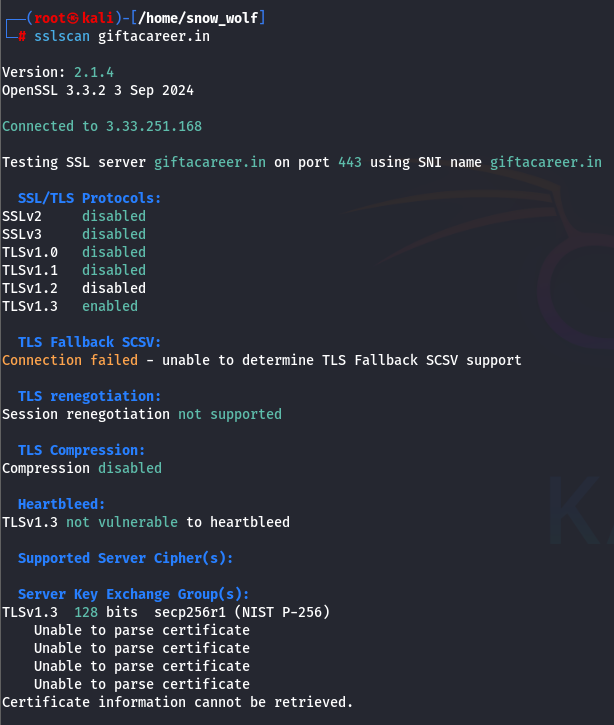 (root㉿kali)-[/home/snow_wolf]
# sslscan giftacareer.in
Version: 2.1.4
OpenSSL 3.3.2 3 Sep 2024
Connected to 3.33.251.168
Testing SSL server giftacareer.in on port 443 using SNI name giftacareer.in
SSL/TLS Protocols:
SSLv2 disabled
SSLv3 disabled
TLSv1.0 disabled
TLSv1.1 disabled
TLSv1.2 disabled
TLSv1.3 enabled
TLS Fallback SCSV:
Connection failed - unable to determine TLS Fallback SCSV support
TLS renegotiation:
Session renegotiation not supported
TLS Compression:
Compression disabled
Heartbleed:
TLSv1.3 not vulnerable to heartbleed
Supported Server Cipher(s):
Server Key Exchange Group(s):
TLSv1.3 128 bits secp256r1 (NIST P-256)
Unable to parse certificate
Unable to parse certificate
Unable to parse certificate
Unable to parse certificate
Certificate information cannot be retrieved.